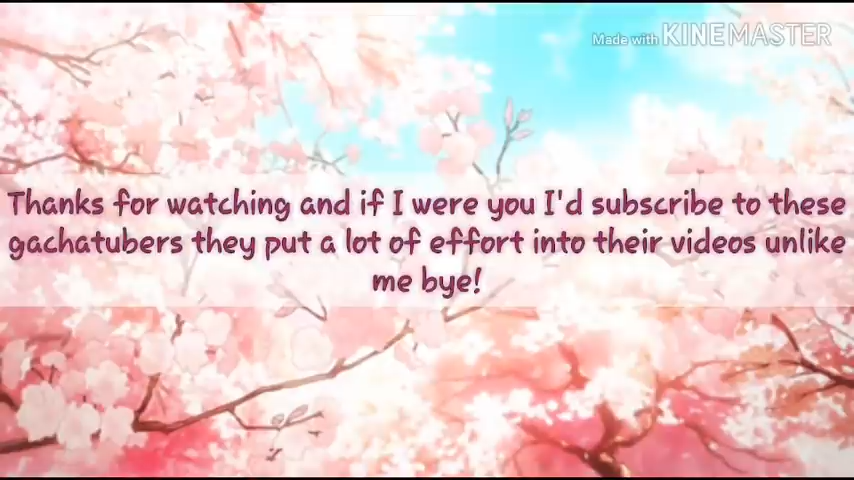 Made with KINEMASTER
Thanks for watching and if I were you I'd subscribe to these
gachatubers they put a lot of effort into their videos unlike
me bye!